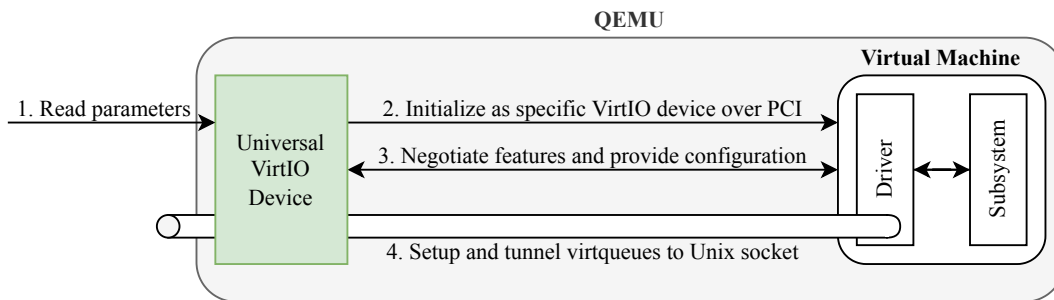 QEMU
Virtual Machine
1. Read parameters
2. Initialize as specific VirtIO device over PCI
Universal
VirtIO
Device
3. Negotiate features and provide configuration
Driver
Subsystem
4. Setup and tunnel virtqueues to Unix socket